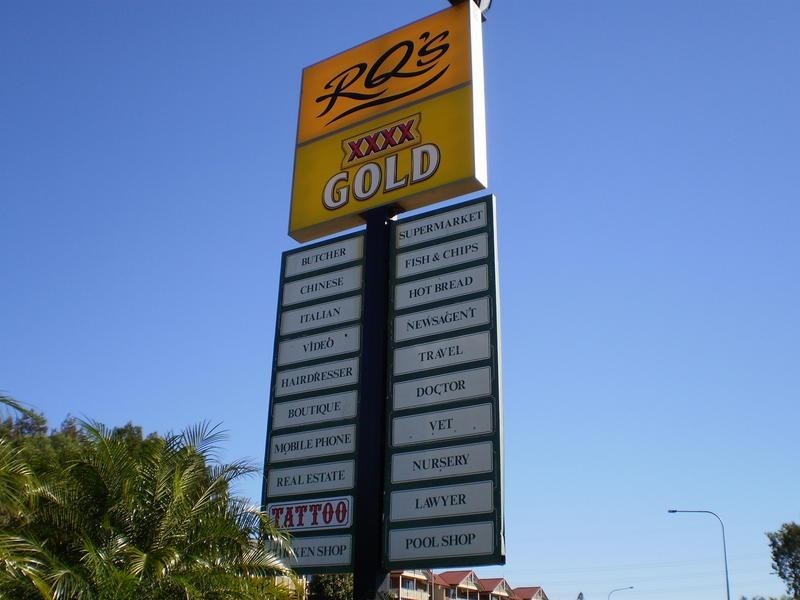 RQ's
XXXX
GOLD
BUTCHER
CHINESE
ITALIAN
VIDEO
HAIRDRESSER
BOUTIQUE
MOBILE PHONE
REAL ESTATE
TATTOO
SHOP
SUPERMARKET
FISH & CHIPS
HOT BREAD
NEWSAGENT
TRAVEL
DOCTOR
VET
NURSERY
LAWYER
POOL SHOP